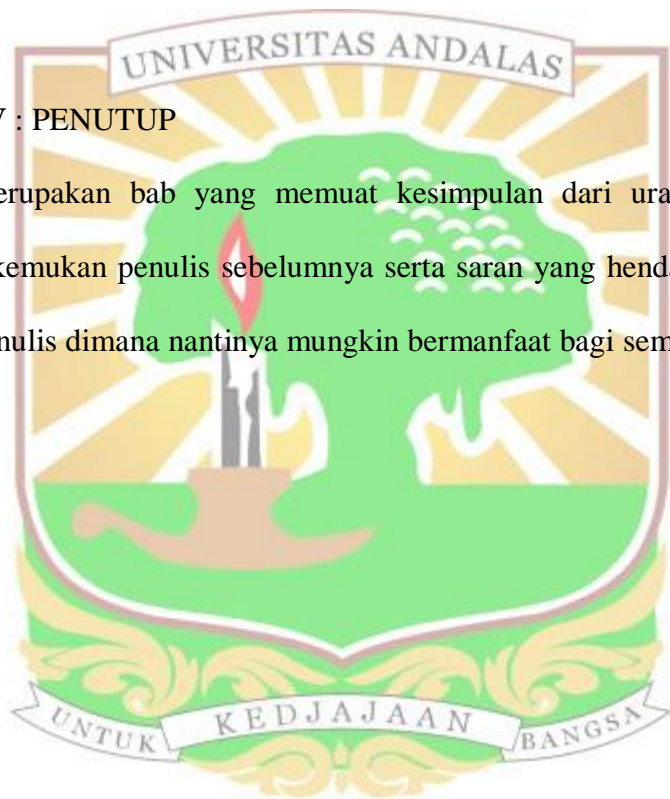 UNIVERSITAS ANDALAS
: PENUTUP
erupakan bab yang memuat kesimpulan dari ura
kemukan penulis sebelumnya serta saran yang henda
nulis dimana nantinya mungkin bermanfaat bagi sem
UNTUK KEDJAJAAN BANGSA